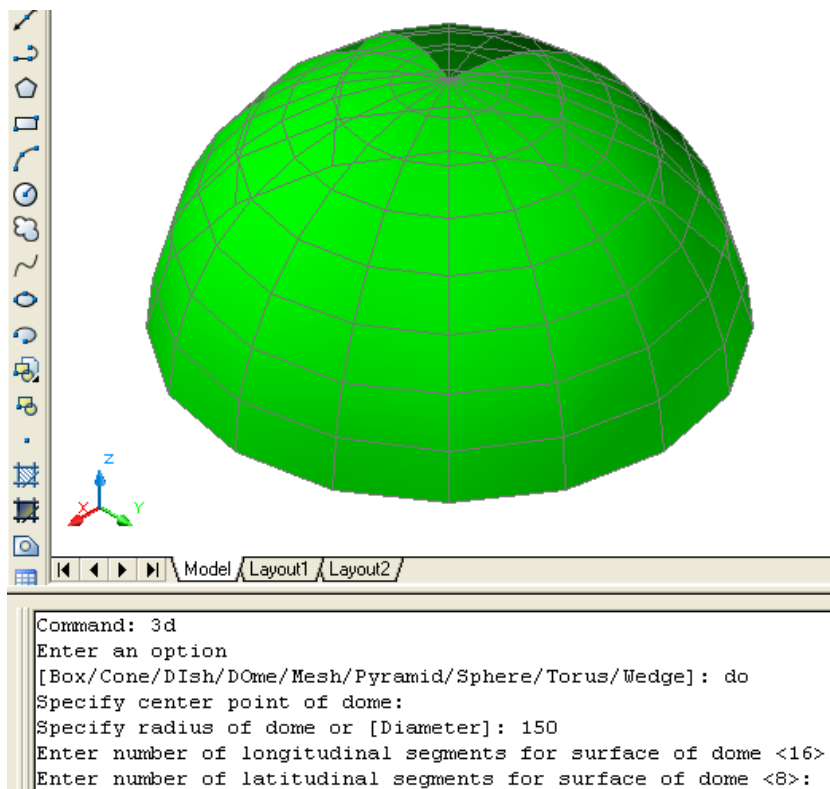 Z
X
Y
Model Layout1 Layout2
Command: 3d
Enter an option
[Box/Cone/DIsh/DOme/Mesh/Pyramid/Sphere/Torus/Wedge]: do
Specify center point of dome:
Specify radius of dome or [Diameter]: 150
Enter number of longitudinal segments for surface of dome <16>
Enter number of latitudinal segments for surface of dome <8>: